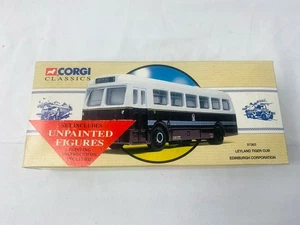 CORGI
CLASSICS
SET INCLUDES
UNPAINTED
FIGURES
LEYLAND TIGER CUB
EDINBURGH CORPORATION